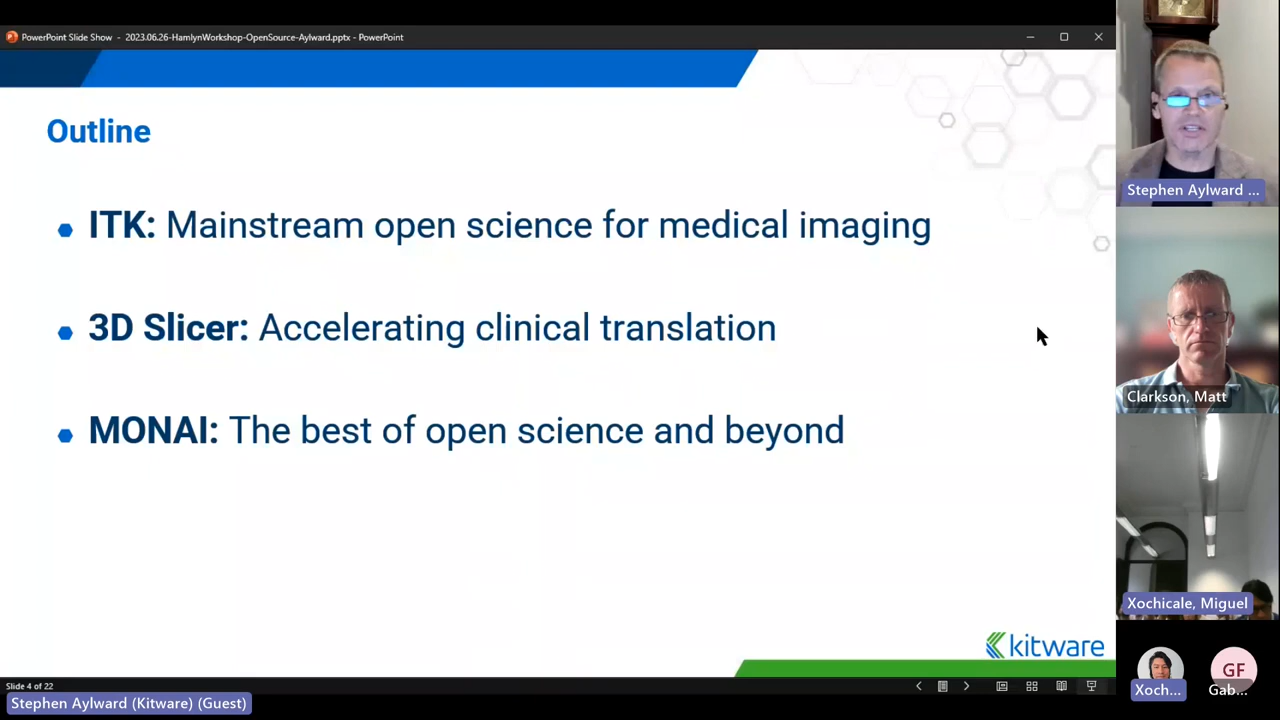 PowerPoint Slide Show - 2023.06.26-HamlynWorkshop-OpenSource-Aylward.pptx - PowerPoint
Outline
ITK: Mainstream open science for medical imaging
3D Slicer: Accelerating clinical translation
MONAI: The best of open science and beyond
kitware
Slide 4 of 22
Stephen Aylward (Kitware) (Guest)
Stephen Aylward ...
Clarkson, Matt
Xochicale, Miguel
Xoch...
GF
Gab...